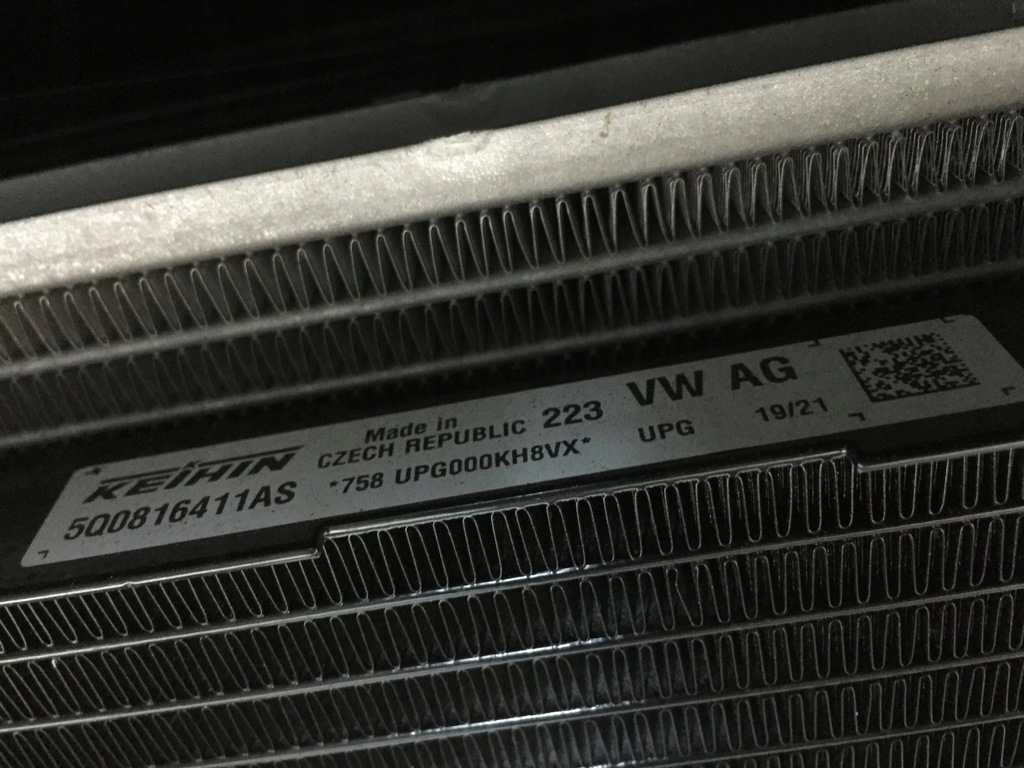 KEIHIN
5Q0816411AS
Made in
CZECH REPUBLIC 223 VW AG
*758 UPG000KH8VX* UPG 19/21